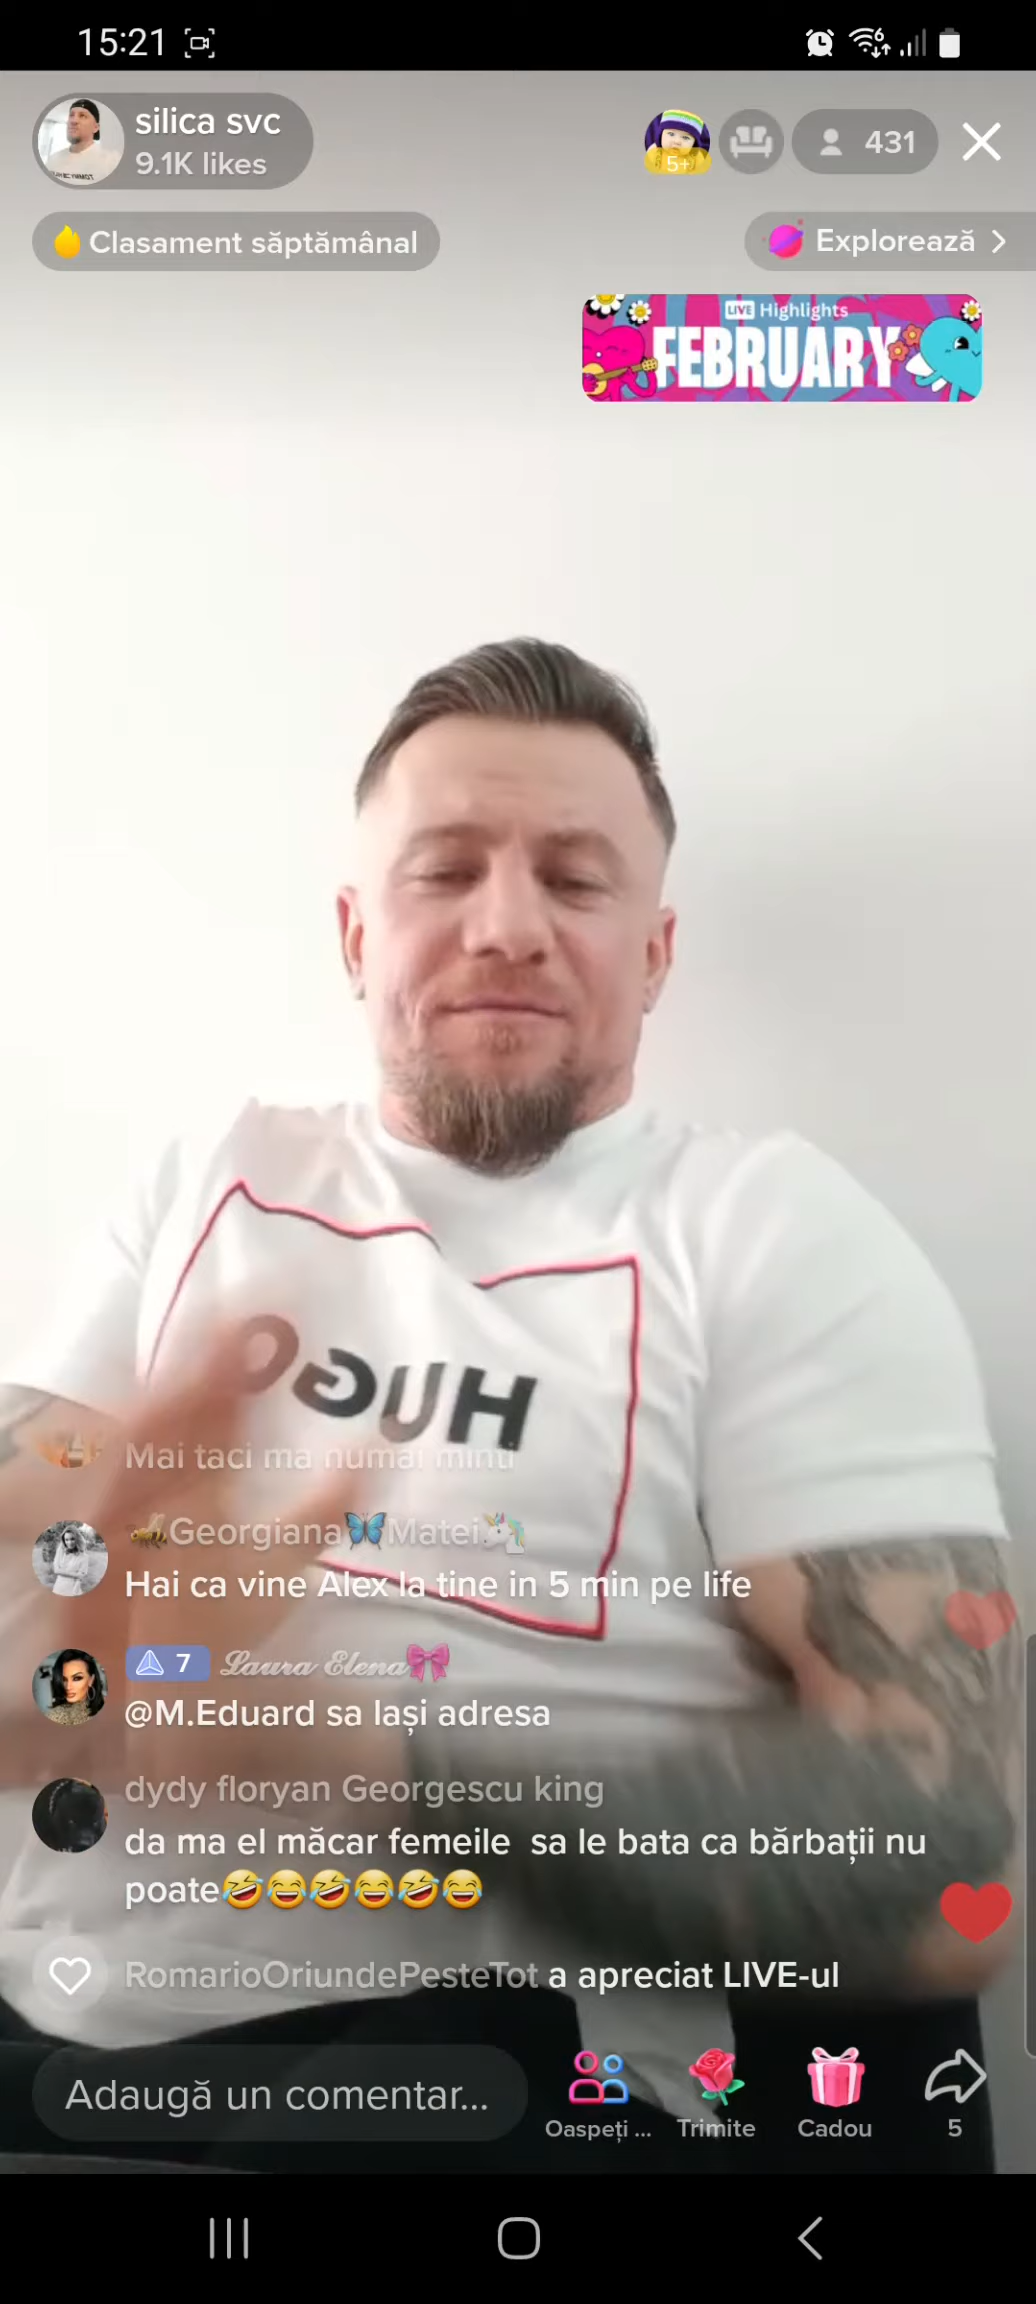 15:21
6
silica svc
9.1K likes
5+
431
Clasament săptămânal
Explorează
LIVE Highlights
FEBRUARY
HUGO
Mai taci ma numai minti
🐝Georgiana🦋Matei🦄
Hai ca vine Alex la tine in 5 min pe life
7 𝓛𝓪𝓾𝓻𝓪 𝓔𝓵𝓮𝓷𝓪🎀
@M.Eduard sa lași adresa
dydy floryan Georgescu king
da ma el măcar femeile sa le bata ca bărbații nu
poate🤣😂🤣😂🤣😂
RomarioOriundePesteTot a apreciat LIVE-ul
Adaugă un comentar...
Oaspeți ...
Trimite
Cadou
5